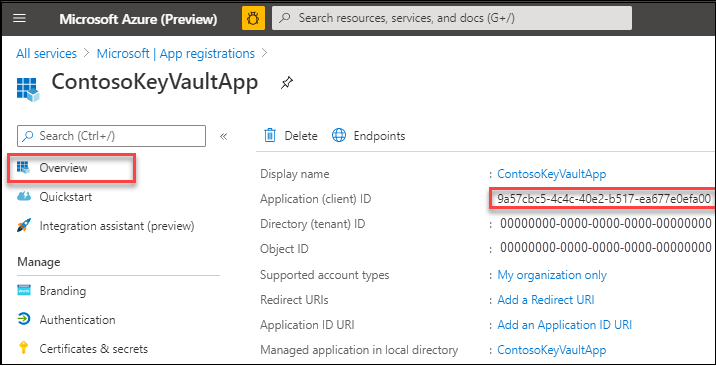 Microsoft Azure (Preview)
Search resources, services, and docs (G+/)
All services > Microsoft | App registrations >
ContosoKeyVaultApp
Search (Ctrl+/)
«
Delete
Endpoints
Overview
Quickstart
Integration assistant (preview)
Manage
Branding
Authentication
Certificates & secrets
Display name : ContosoKeyVaultApp
Application (client) ID : 9a57cbc5-4c4c-40e2-b517-ea677e0efa00
Directory (tenant) ID : 00000000-0000-0000-0000-00000000
Object ID : 00000000-0000-0000-0000-00000000
Supported account types : My organization only
Redirect URIs : Add a Redirect URI
Application ID URI : Add an Application ID URI
Managed application in local directory : ContosoKeyVaultApp